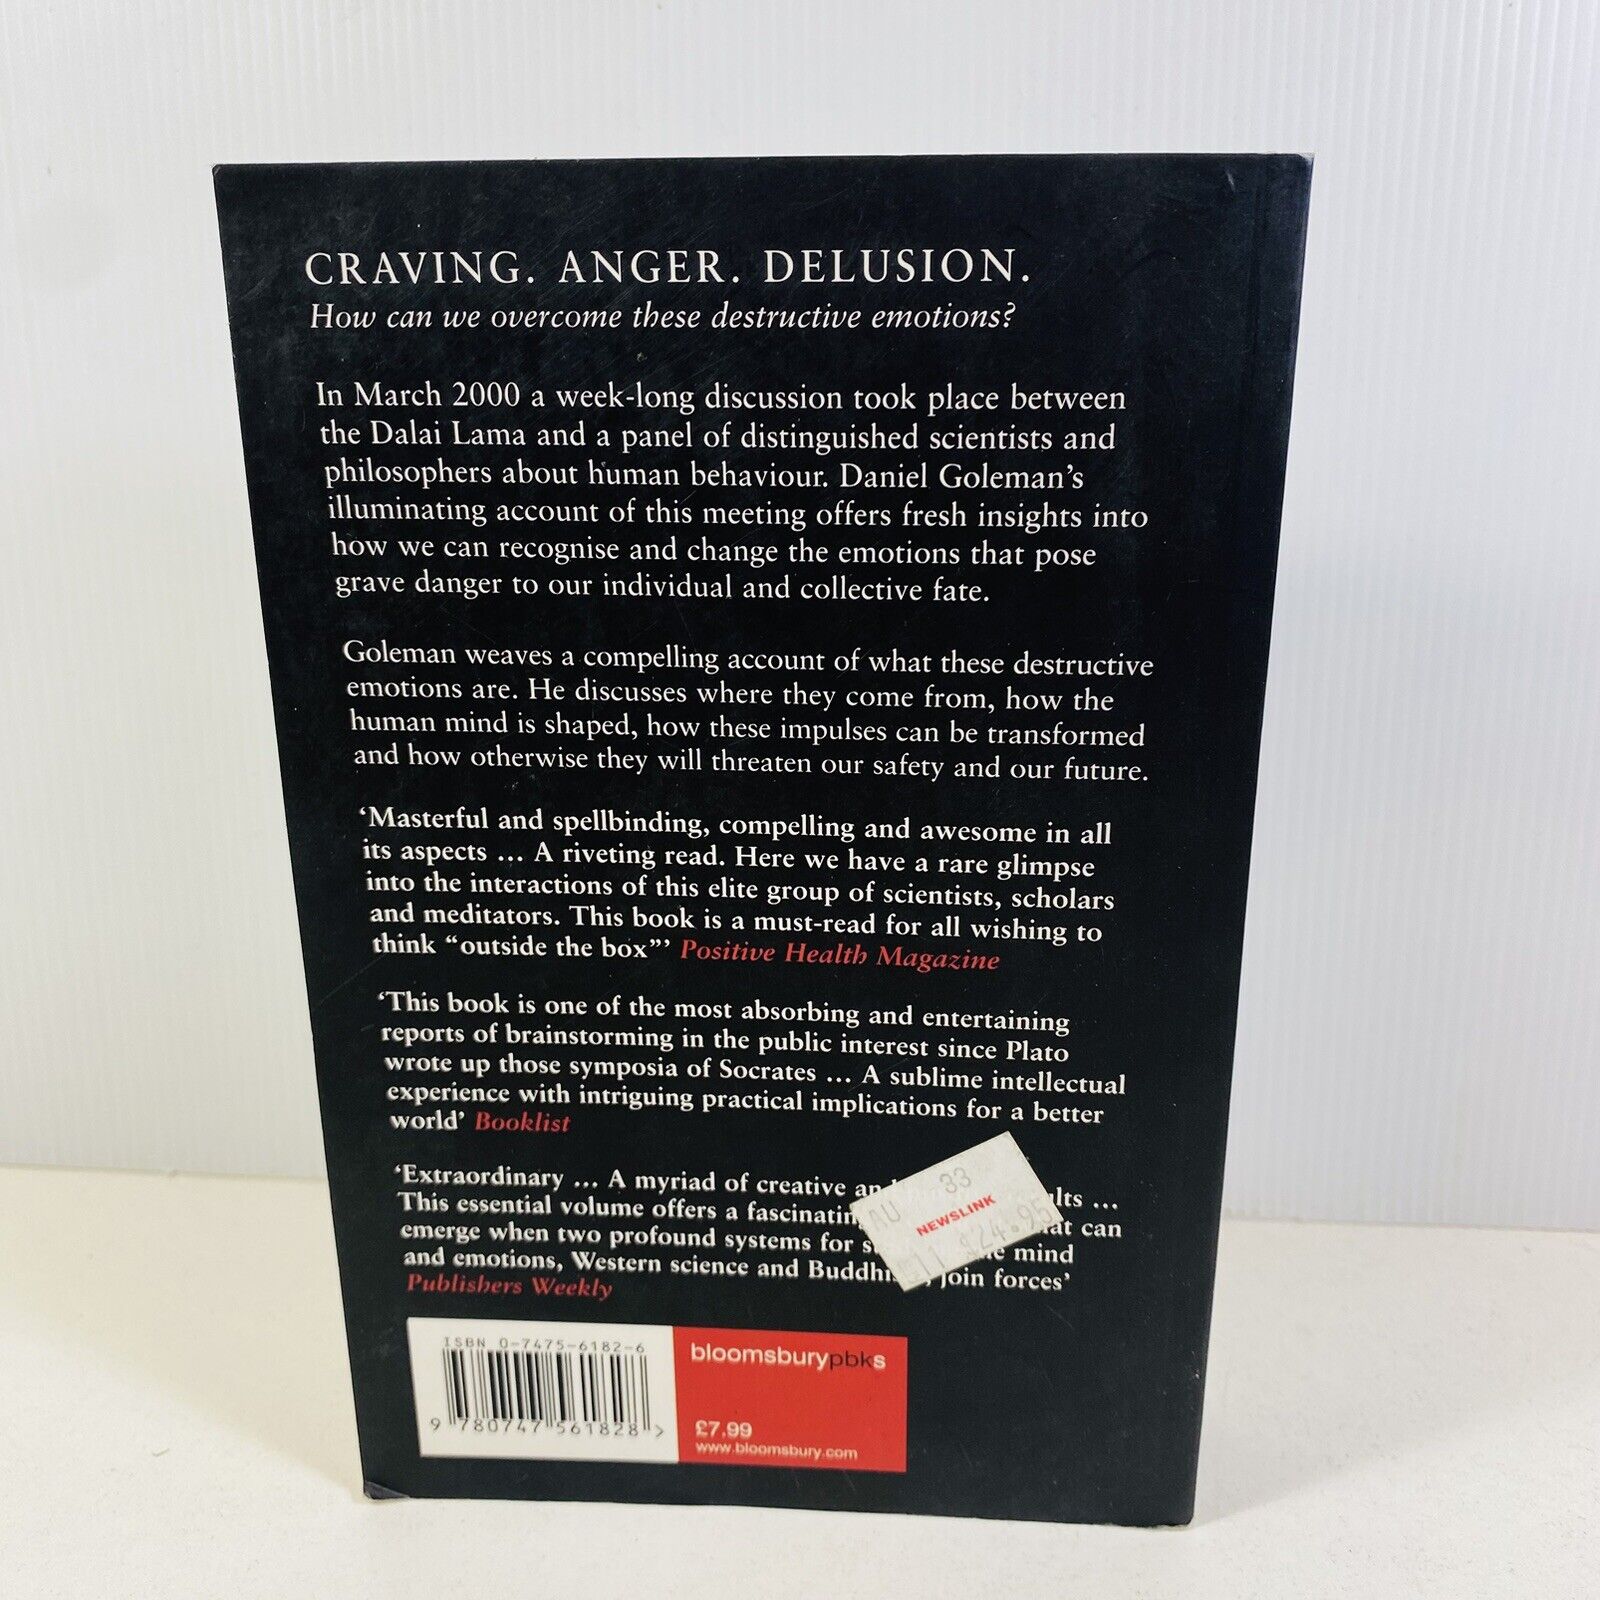 CRAVING. ANGER. DELUSION.
How can we overcome these destructive emotions?
In March 2000 a week-long discussion took place between
the Dalai Lama and a panel of distinguished scientists and
philosophers about human behaviour. Daniel Goleman's
illuminating account of this meeting offers fresh insights into
how we can recognise and change the emotions that pose
grave danger to our individual and collective fate.
Goleman weaves a compelling account of what these destructive
emotions are. He discusses where they come from, how the
human mind is shaped, how these impulses can be transformed
and how otherwise they will threaten our safety and our future.
‘Masterful and spellbinding, compelling and awesome in all
its aspects ... A riveting read. Here we have a rare glimpse
into the interactions of this elite group of scientists, scholars
and meditators. This book is a must-read for all wishing to
think “outside the box”’ Positive Health Magazine
‘This book is one of the most absorbing and entertaining
reports of brainstorming in the public interest since Plato
wrote up those symposia of Socrates ... A sublime intellectual
experience with intriguing practical implications for a better
world’ Booklist
‘Extraordinary ... A myriad of creative
This essential volume offers a can
emerge when two profound systems for mind
and emotions, Western science and join forces’
Publishers Weekly
AU 33
NEWSLINK
$24.95
ISBN 0-7475-6182-6
9 780747 561828 >
bloomsburypbks
£7.99
www.bloomsbury.com